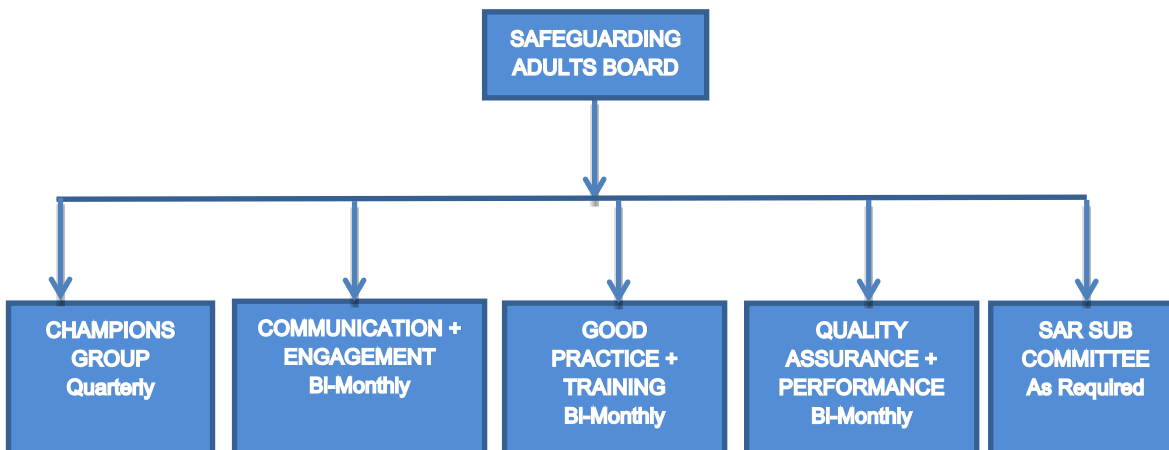 SAFEGUARDING
ADULTS BOARD
CHAMPIONS
GROUP
Quarterly
COMMUNICATION +
ENGAGEMENT
Bi-Monthly
GOOD
PRACTICE +
TRAINING
Bi-Monthly
QUALITY
ASSURANCE +
PERFORMANCE
Bi-Monthly
SAR SUB
COMMITTEE
As Required